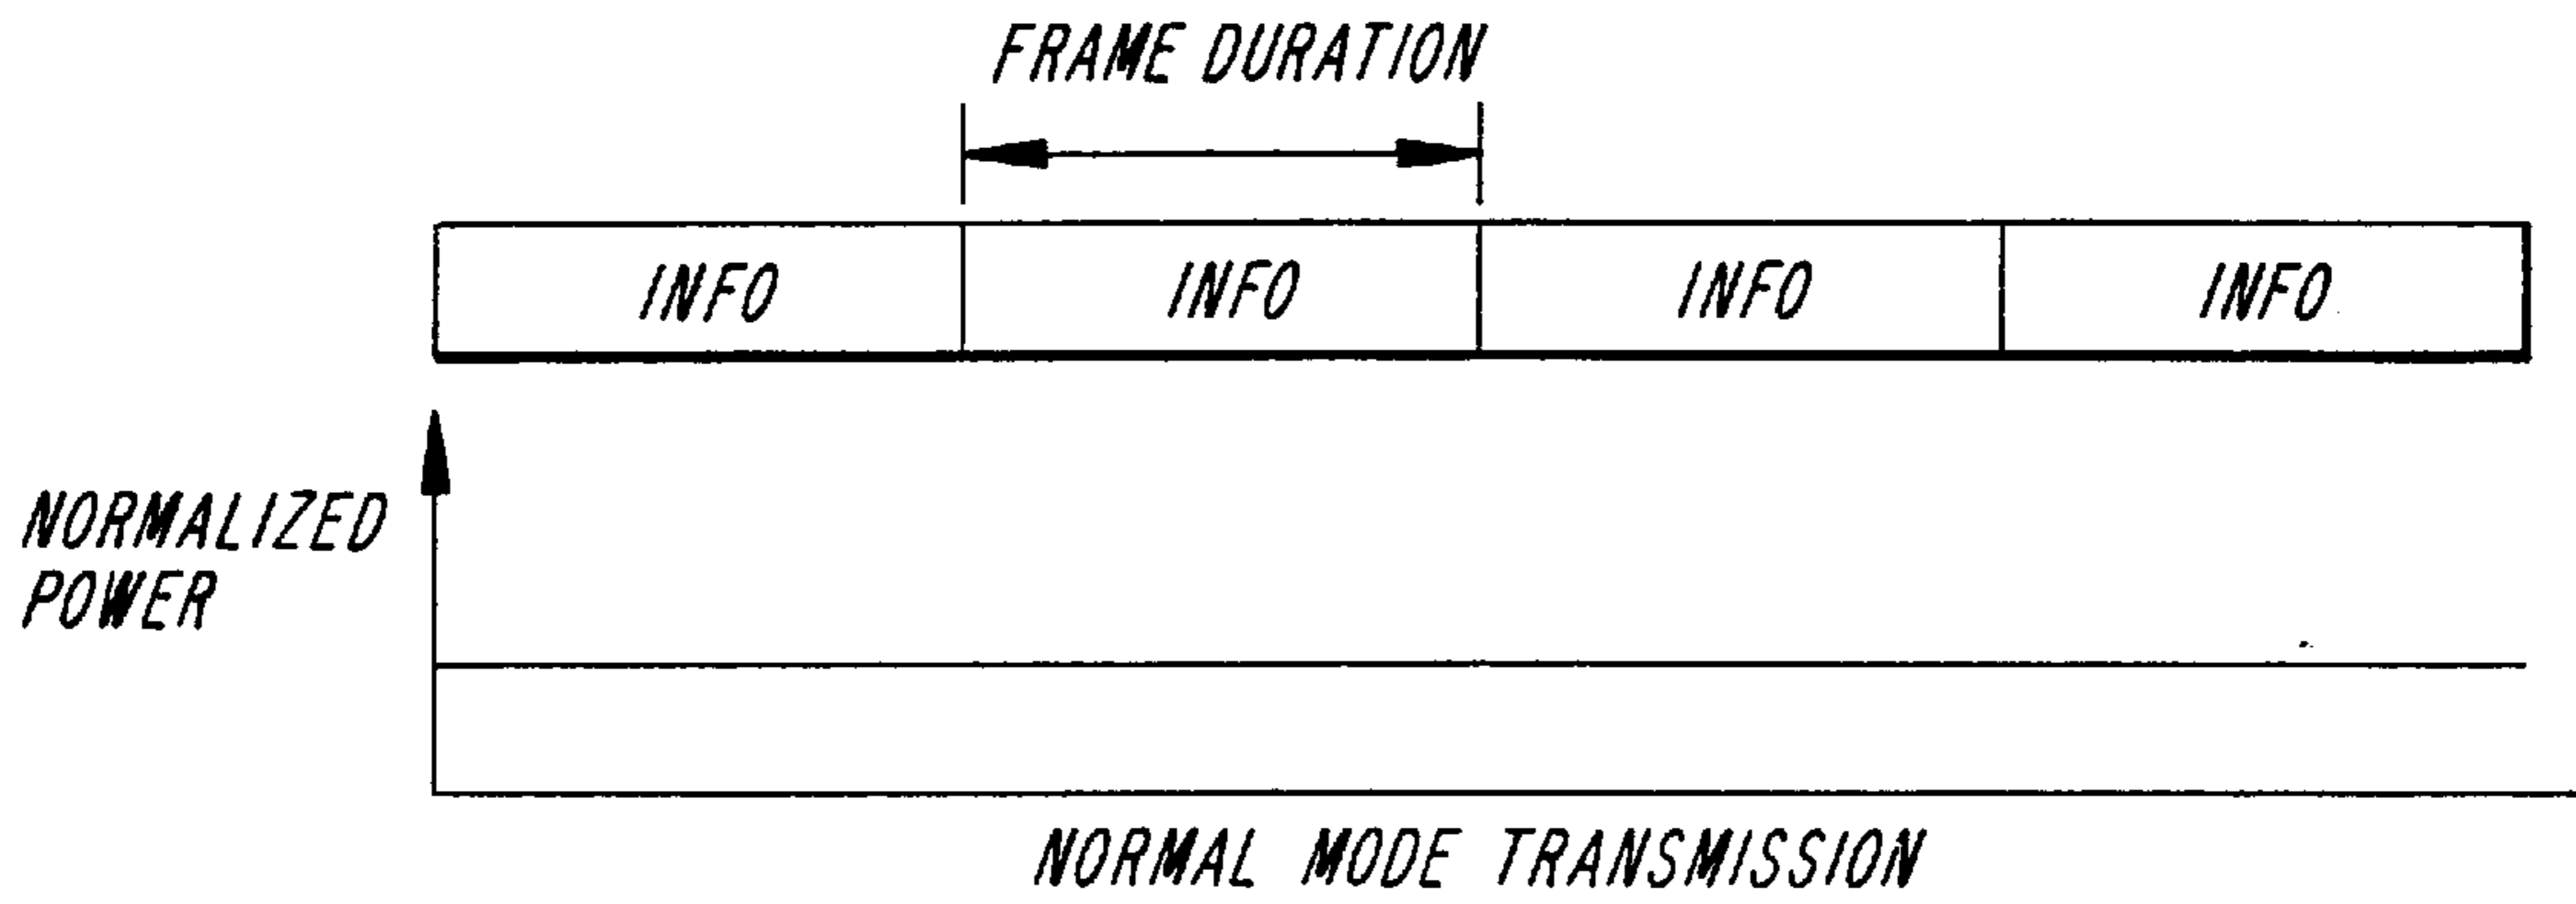 FRAME DURATION
INFO INFO INFO INFO
NORMALIZED
POWER
NORMAL MODE TRANSMISSION